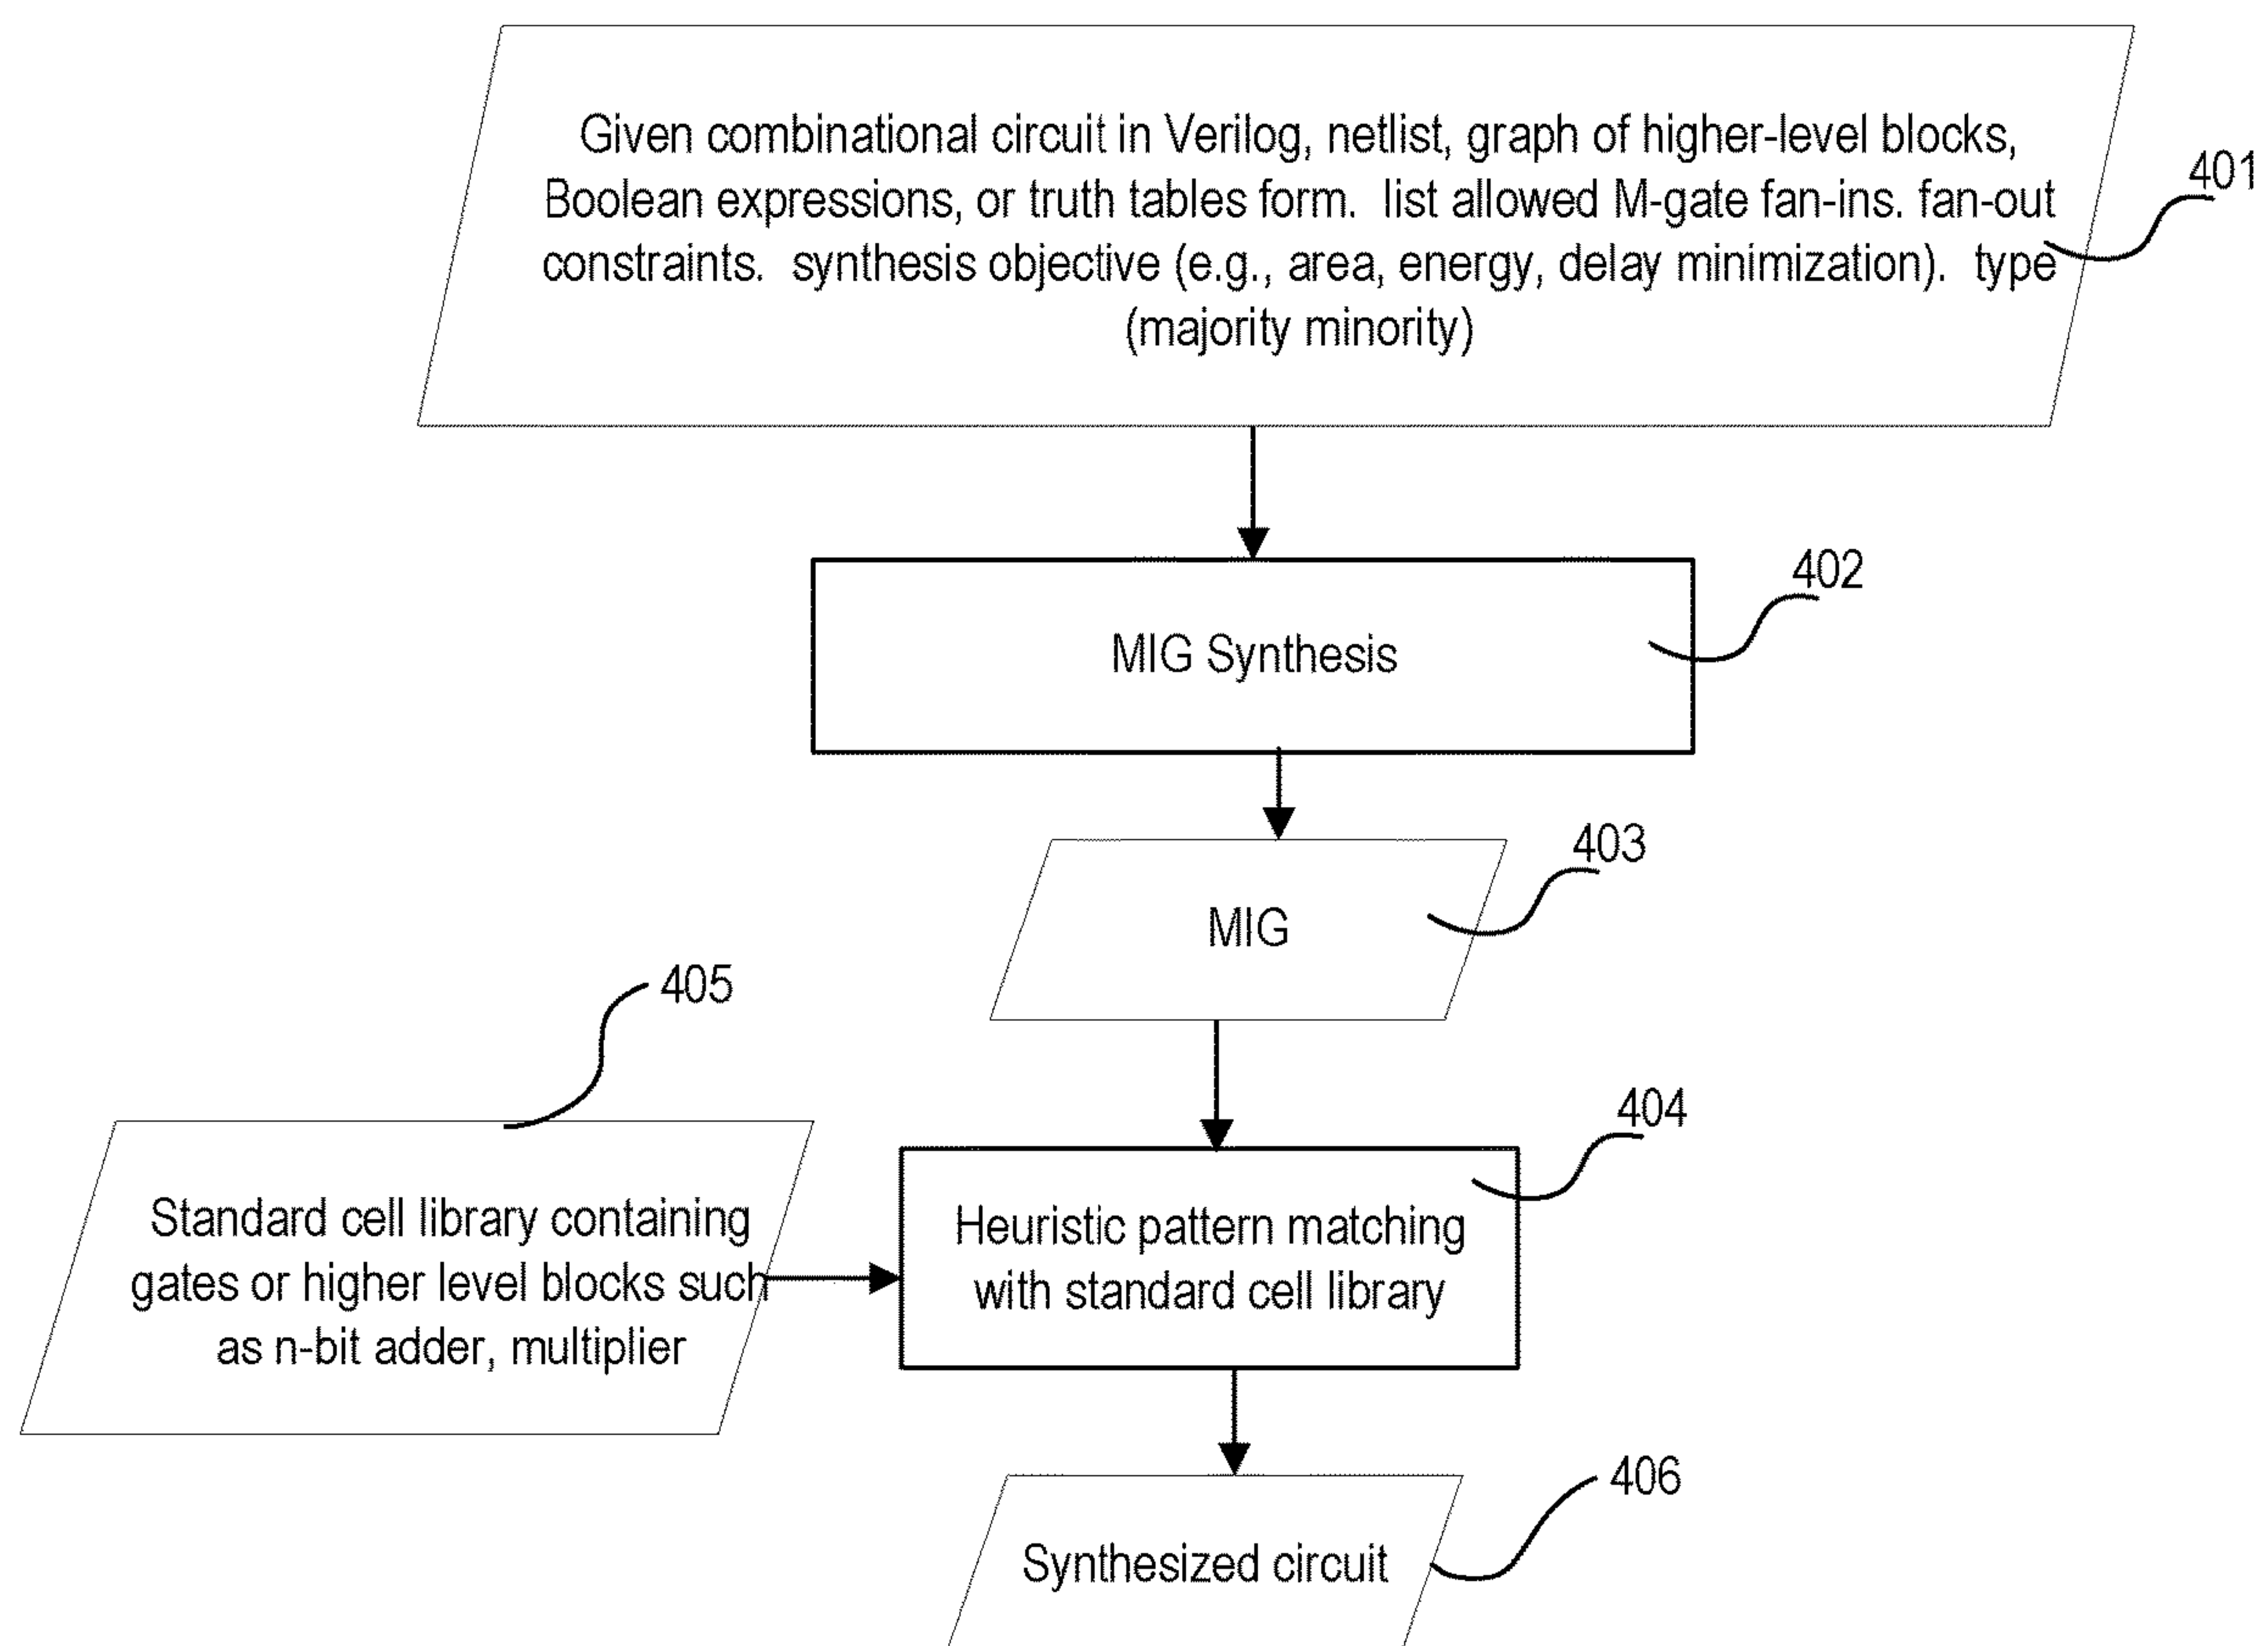 Given combinational circuit in Verilog, netlist, graph of higher-level blocks,
Boolean expressions, or truth tables form. list allowed M-gate fan-ins. fan-out
constraints. synthesis objective (e.g., area, energy, delay minimization). type
(majority minority)
401
MIG Synthesis
402
MIG
403
Standard cell library containing
gates or higher level blocks such
as n-bit adder, multiplier
405
Heuristic pattern matching
with standard cell library
404
Synthesized circuit
406